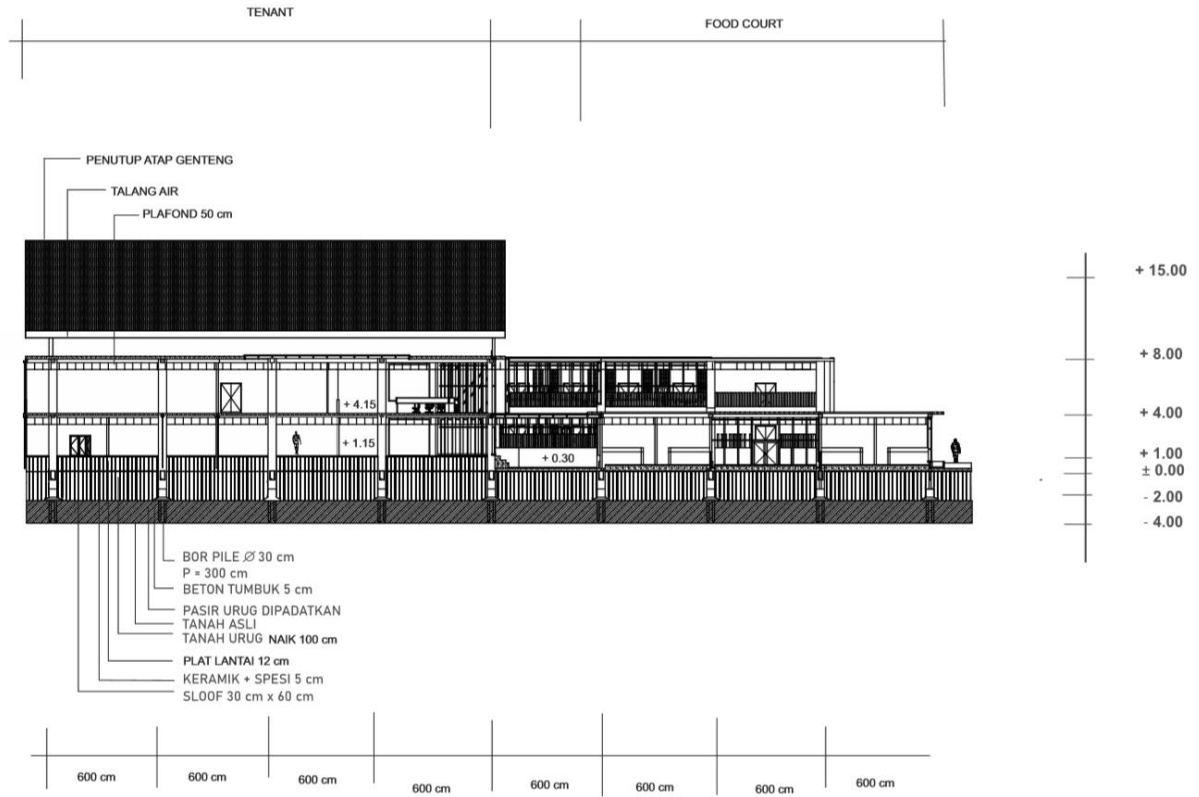 TENANT
FOOD COURT
PENUTUP ATAP GENTENG
TALANG AIR
PLAFOND 50 cm
+ 15.00
+ 8.00
+ 4.15
+ 4.00
+ 1.15
+ 0.30
+ 1.00
± 0.00
- 2.00
- 4.00
BOR PILE Ø 30 cm
P = 300 cm
BETON TUMBUK 5 cm
PASIR URUG DIPADATKAN
TANAH ASLI
TANAH URUG NAIK 100 cm
PLAT LANTAI 12 cm
KERAMIK + SPESI 5 cm
SLOOF 30 cm x 60 cm
600 cm
600 cm
600 cm
600 cm
600 cm
600 cm
600 cm
600 cm